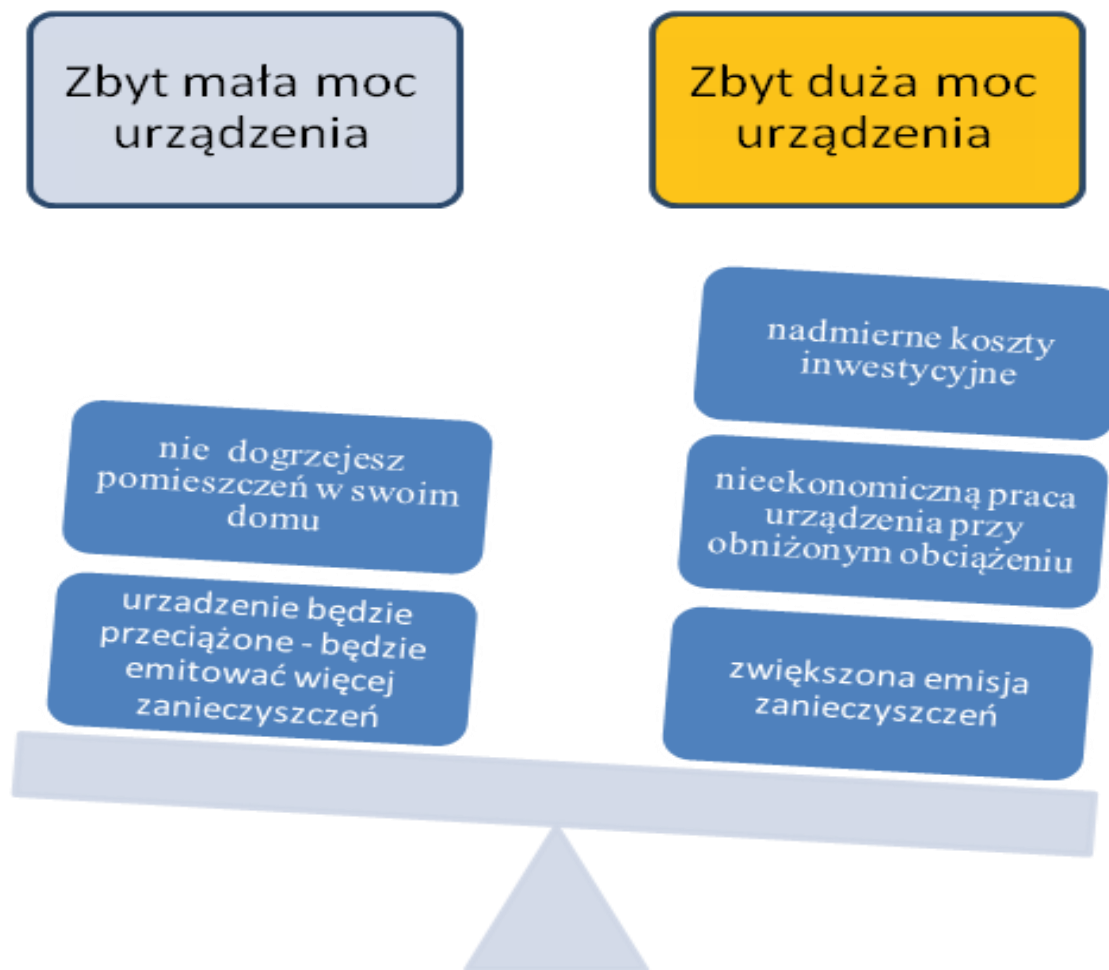 Zbyt mała moc
urządzenia
Zbyt duża moc
urządzenia
nie dogrzejesz
pomieszczeń w swoim
domu
urzadzenie będzie
przeciążone - będzie
emitować więcej
zanieczyszczeń
nadmierne koszty
inwestycyjne
nieekonomiczną praca
urządzenia przy
obniżonym obciążeniu
zwiększona emisja
zanieczyszczeń